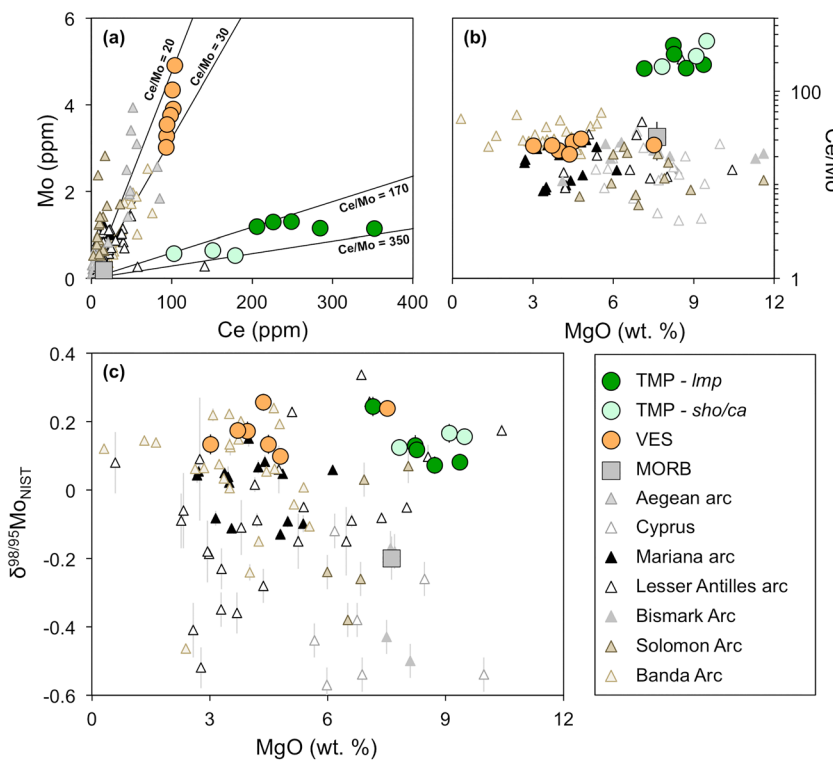 (a)
Ce/Mo = 20
Ce/Mo = 30
Ce/Mo = 170
Ce/Mo = 350
6
4
2
0
Mo (ppm)
0 100 200 300 400
Ce (ppm)
(b)
100
10
1
Ce/Mo
0 3 6 9 12
MgO (wt. %)
(c)
0.4
0.2
0
-0.2
-0.4
-0.6
δ98/95MoNIST
0 3 6 9 12
MgO (wt. %)
TMP - lmp
TMP - sho/ca
VES
MORB
Aegean arc
Cyprus
Mariana arc
Lesser Antilles arc
Bismark Arc
Solomon Arc
Banda Arc